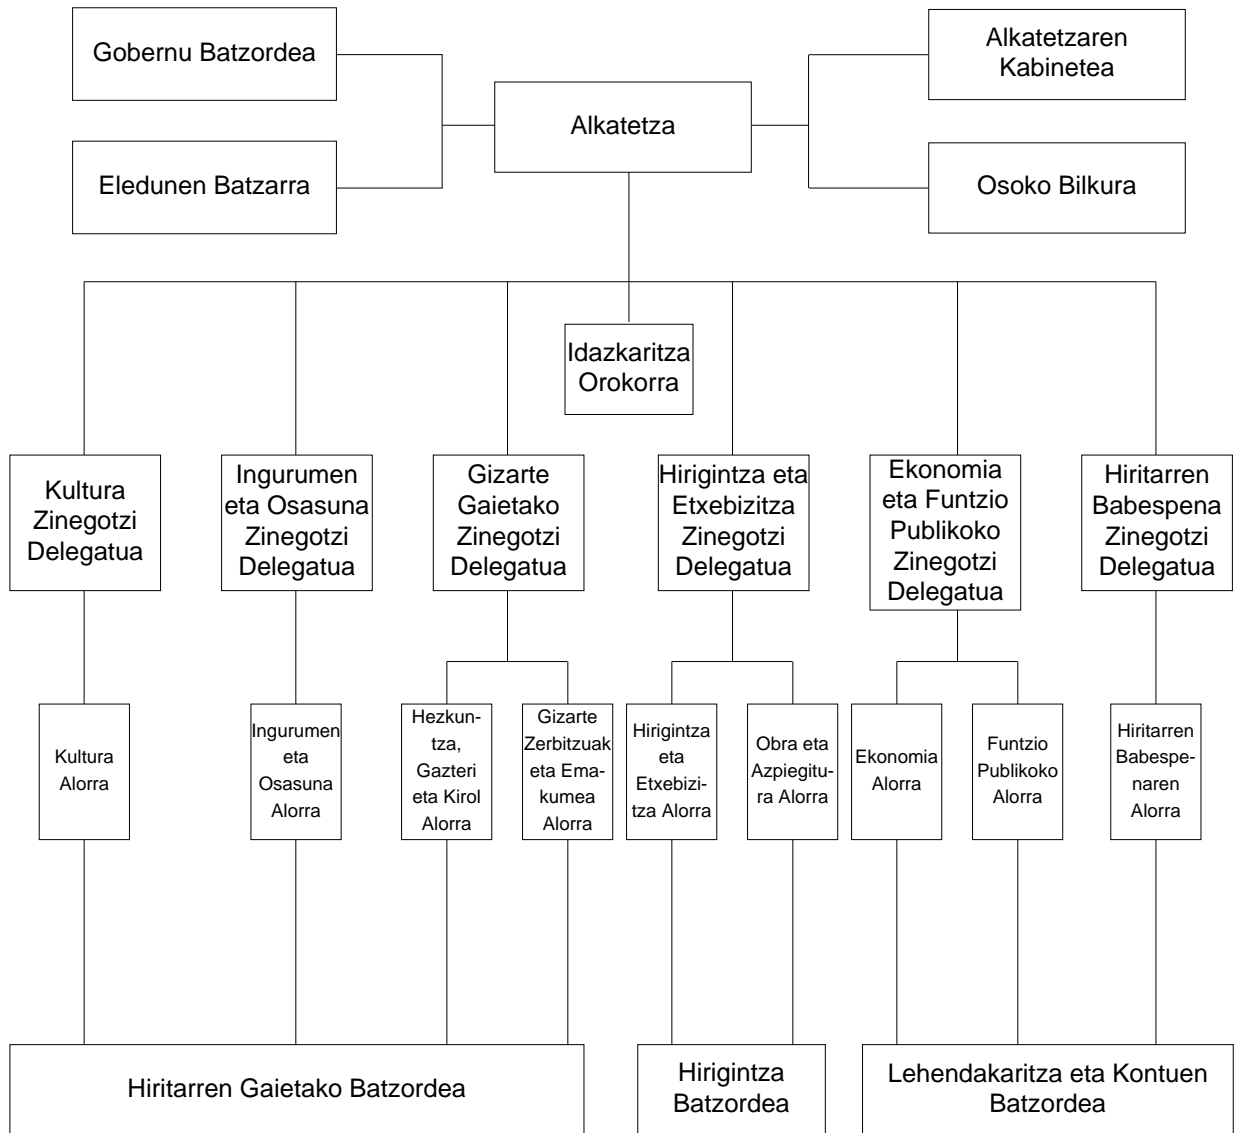 Gobernu Batzordea
Alkatetzaren
Kabinetea
Alkatetza
Eledunen Batzarra
Osoko Bilkura
Idazkaritza
Orokorra
Kultura
Zinegotzi
Delegatua
Ingurumen
eta Osasuna
Zinegotzi
Delegatua
Gizarte
Gaietako
Zinegotzi
Delegatua
Hirigintza eta
Etxebizitza
Zinegotzi
Delegatua
Ekonomia
eta Funtzio
Publikoko
Zinegotzi
Delegatua
Hiritarren
Babespena
Zinegotzi
Delegatua
Kultura
Alorra
Ingurumen
eta
Osasuna
Alorra
Hezkun-
tza,
Gazteri
eta Kirol
Alorra
Gizarte
Zerbitzuak
eta Ema-
kumea
Alorra
Hirigintza
eta
Etxebizi-
tza Alorra
Obra eta
Azpiegitu-
ra Alorra
Ekonomia
Alorra
Funtzio
Publikoko
Alorra
Hiritarren
Babespe-
naren
Alorra
Hiritarren Gaietako Batzordea
Hirigintza
Batzordea
Lehendakaritza eta Kontuen
Batzordea